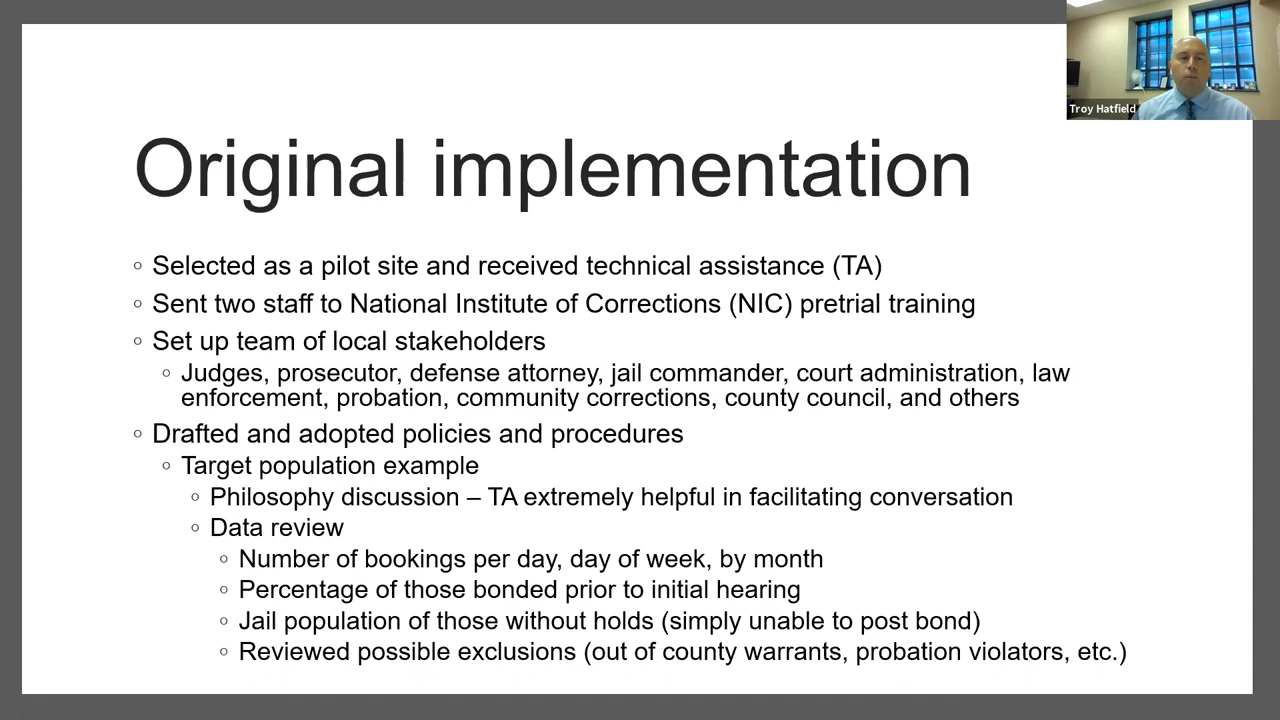 Troy Hatfield
Original implementation
○ Selected as a pilot site and received technical assistance (TA)
○ Sent two staff to National Institute of Corrections (NIC) pretrial training
○ Set up team of local stakeholders
○ Judges, prosecutor, defense attorney, jail commander, court administration, law
enforcement, probation, community corrections, county council, and others
○ Drafted and adopted policies and procedures
○ Target population example
○ Philosophy discussion – TA extremely helpful in facilitating conversation
○ Data review
○ Number of bookings per day, day of week, by month
○ Percentage of those bonded prior to initial hearing
○ Jail population of those without holds (simply unable to post bond)
○ Reviewed possible exclusions (out of county warrants, probation violators, etc.)